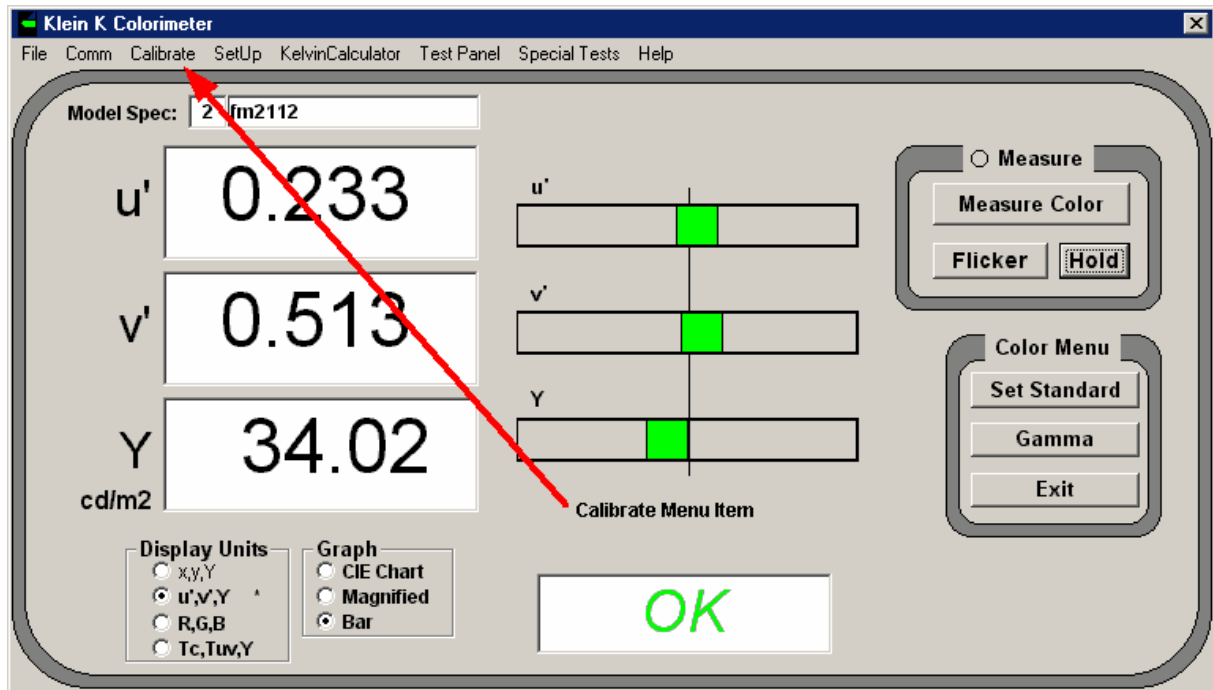 Klein K Colorimeter
File Comm Calibrate SetUp KelvinCalculator Test Panel Special Tests Help
Model Spec: 2 fm2112
u' 0.233
u'
v' 0.513
v'
Y 34.02
cd/m2
Y
Calibrate Menu Item
Measure
Measure Color
Flicker Hold
Color Menu
Set Standard
Gamma
Exit
Display Units
x,y,Y
u',v',Y *
R,G,B
Tc,Tuv,Y
Graph
CIE Chart
Magnified
Bar
OK